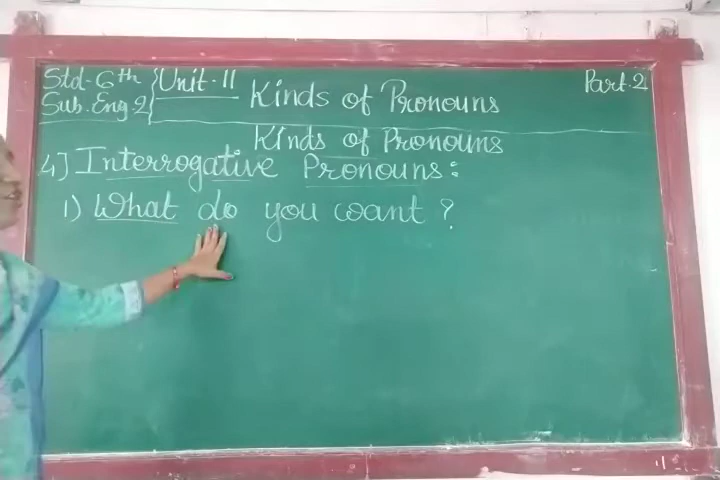 Std-6th { Unit-11 Kinds of Pronouns Part.2
Sub.Eng.2
Kinds of Pronouns
4] Interrogative Pronouns:
1) What do you want ?